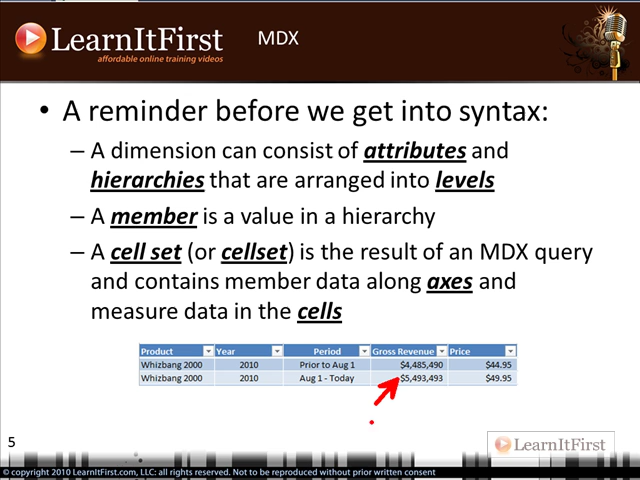 LearnItFirst
affordable online training videos
MDX
• A reminder before we get into syntax:
– A dimension can consist of attributes and
hierarchies that are arranged into levels
– A member is a value in a hierarchy
– A cell set (or cellset) is the result of an MDX query
and contains member data along axes and
measure data in the cells
Product Year Period Gross Revenue Price
Whizbang 2000 2010 Prior to Aug 1 $4,485,490 $44.95
Whizbang 2000 2010 Aug 1 - Today $5,493,493 $49.95
5
LearnItFirst
© copyright 2010 LearnItFirst.com, LLC: all rights reserved. Not to be reproduced without prior written consent